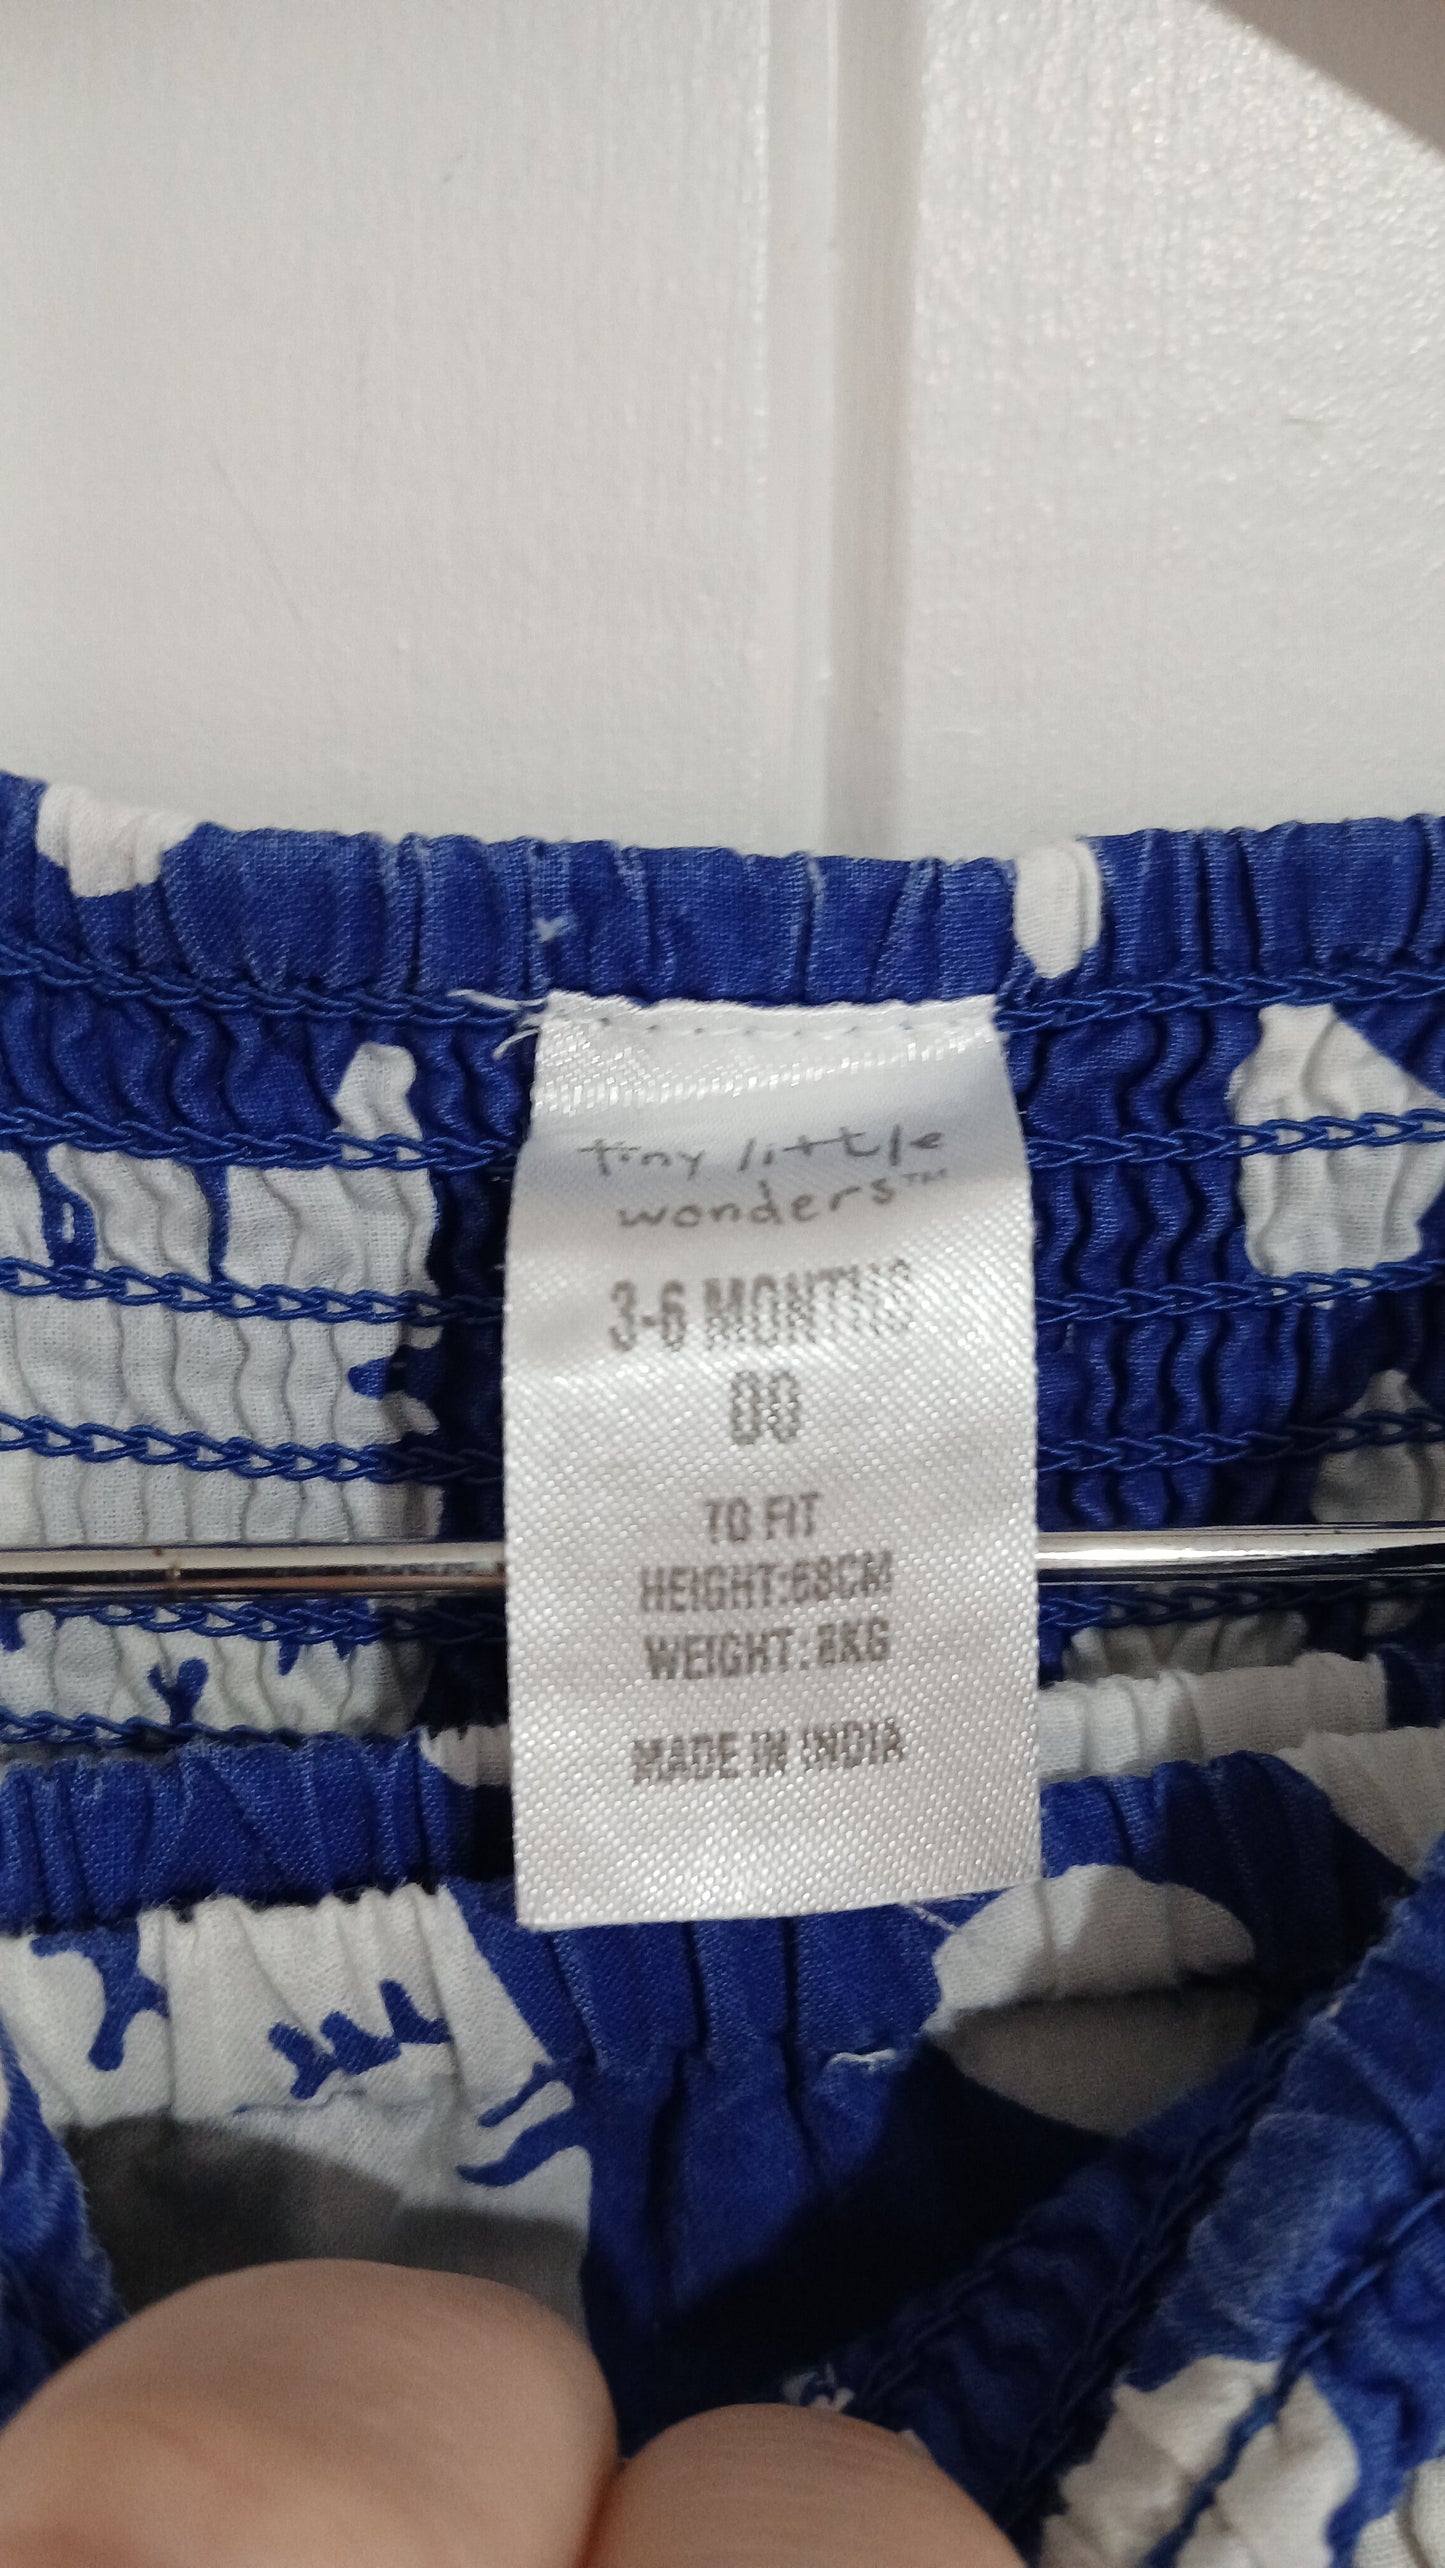 tiny little
wonders™
3-6 MONTHS
00
TO FIT
HEIGHT:68CM
WEIGHT:8KG
MADE IN INDIA